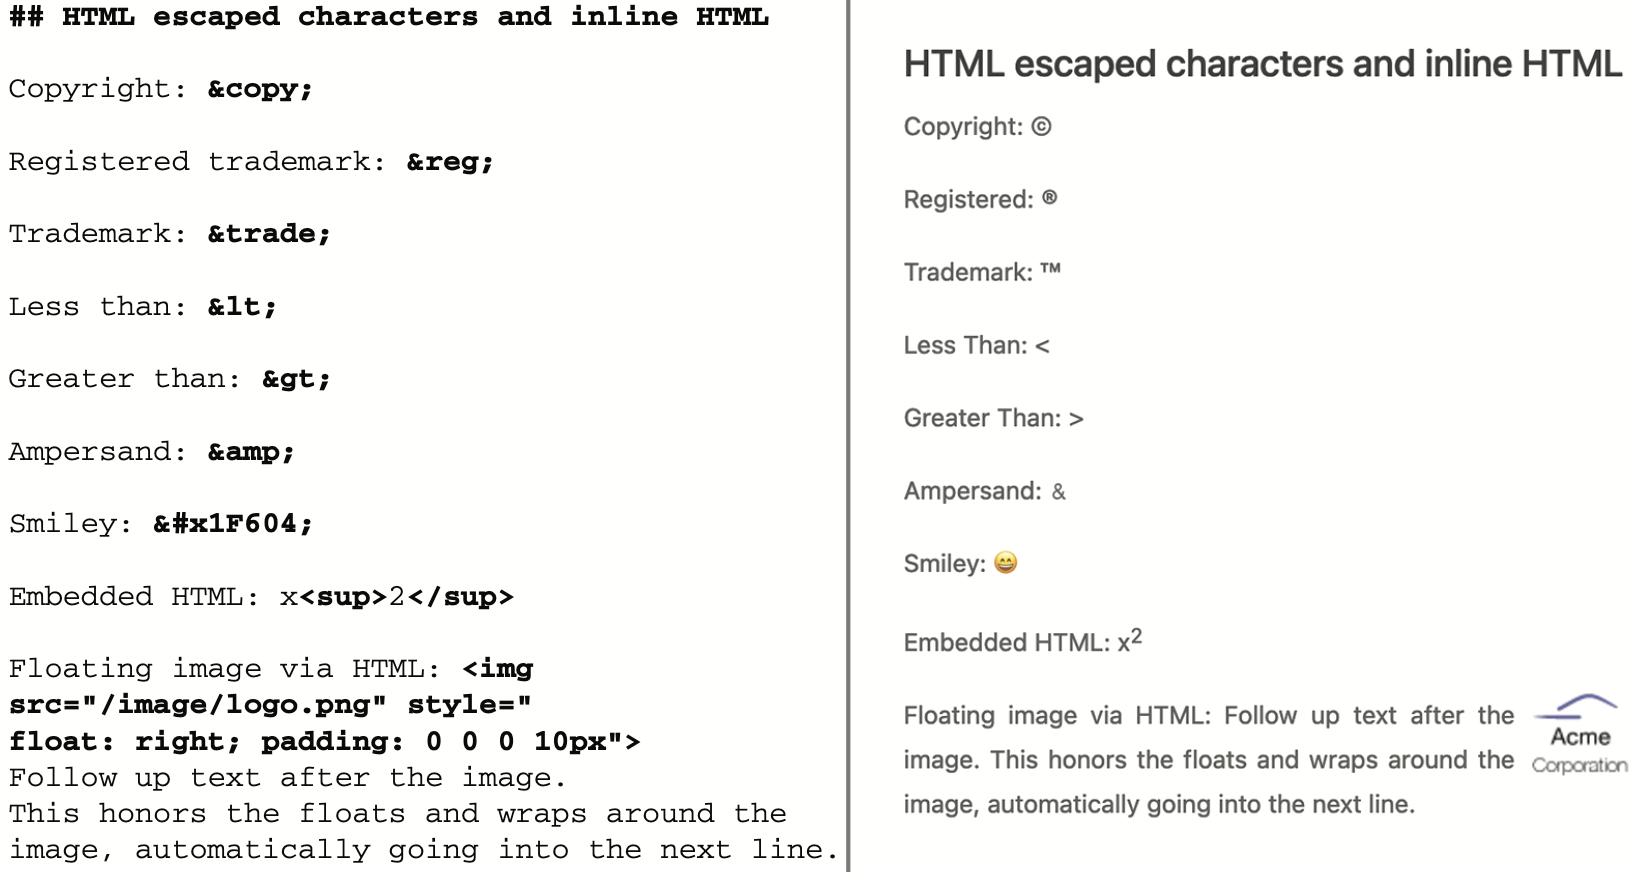 ## HTML escaped characters and inline HTML
Copyright: &copy;
Registered trademark: &reg;
Trademark: &trade;
Less than: &lt;
Greater than: &gt;
Ampersand: &amp;
Smiley: &#x1F604;
Embedded HTML: x<sup>2</sup>
Floating image via HTML: <img
src="/image/logo.png" style="
float: right; padding: 0 0 0 10px">
Follow up text after the image.
This honors the floats and wraps around the
image, automatically going into the next line.
HTML escaped characters and inline HTML
Copyright: ©
Registered: ®
Trademark: ™
Less Than: <
Greater Than: >
Ampersand: &
Smiley: 😄
Embedded HTML: x²
Floating image via HTML: Follow up text after the
image. This honors the floats and wraps around the
image, automatically going into the next line.
Acme
Corporation